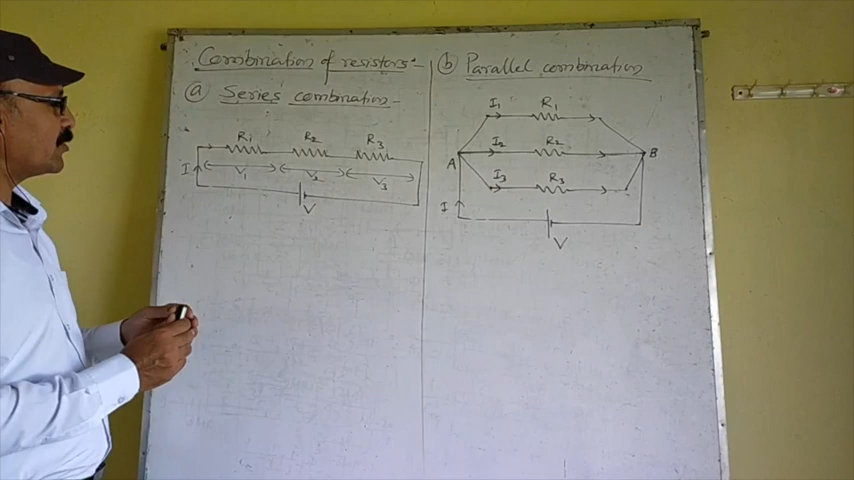 Combination of resistors:-
(a) Series combination-
R1 R2 R3
I
V1 V2 V3
V
(b) Parallel combination
I1 R1
I2 R2
A B
I3 R3
I
V